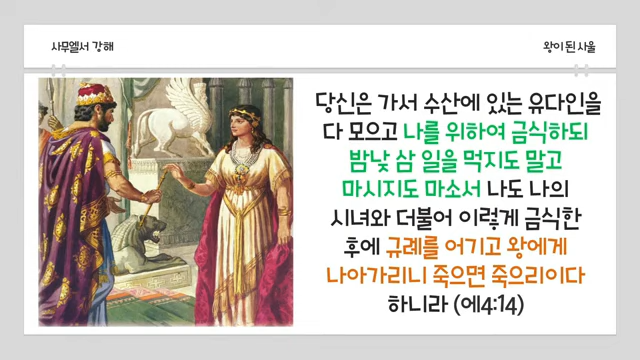 사무엘서 강해
왕이 된 사울
당신은 가서 수산에 있는 유다인을
다 모으고 나를 위하여 금식하되
밤낮 삼 일을 먹지도 말고
마시지도 마소서 나도 나의
시녀와 더불어 이렇게 금식한
후에 규례를 어기고 왕에게
나아가리니 죽으면 죽으리이다
하니라 (에4:14)